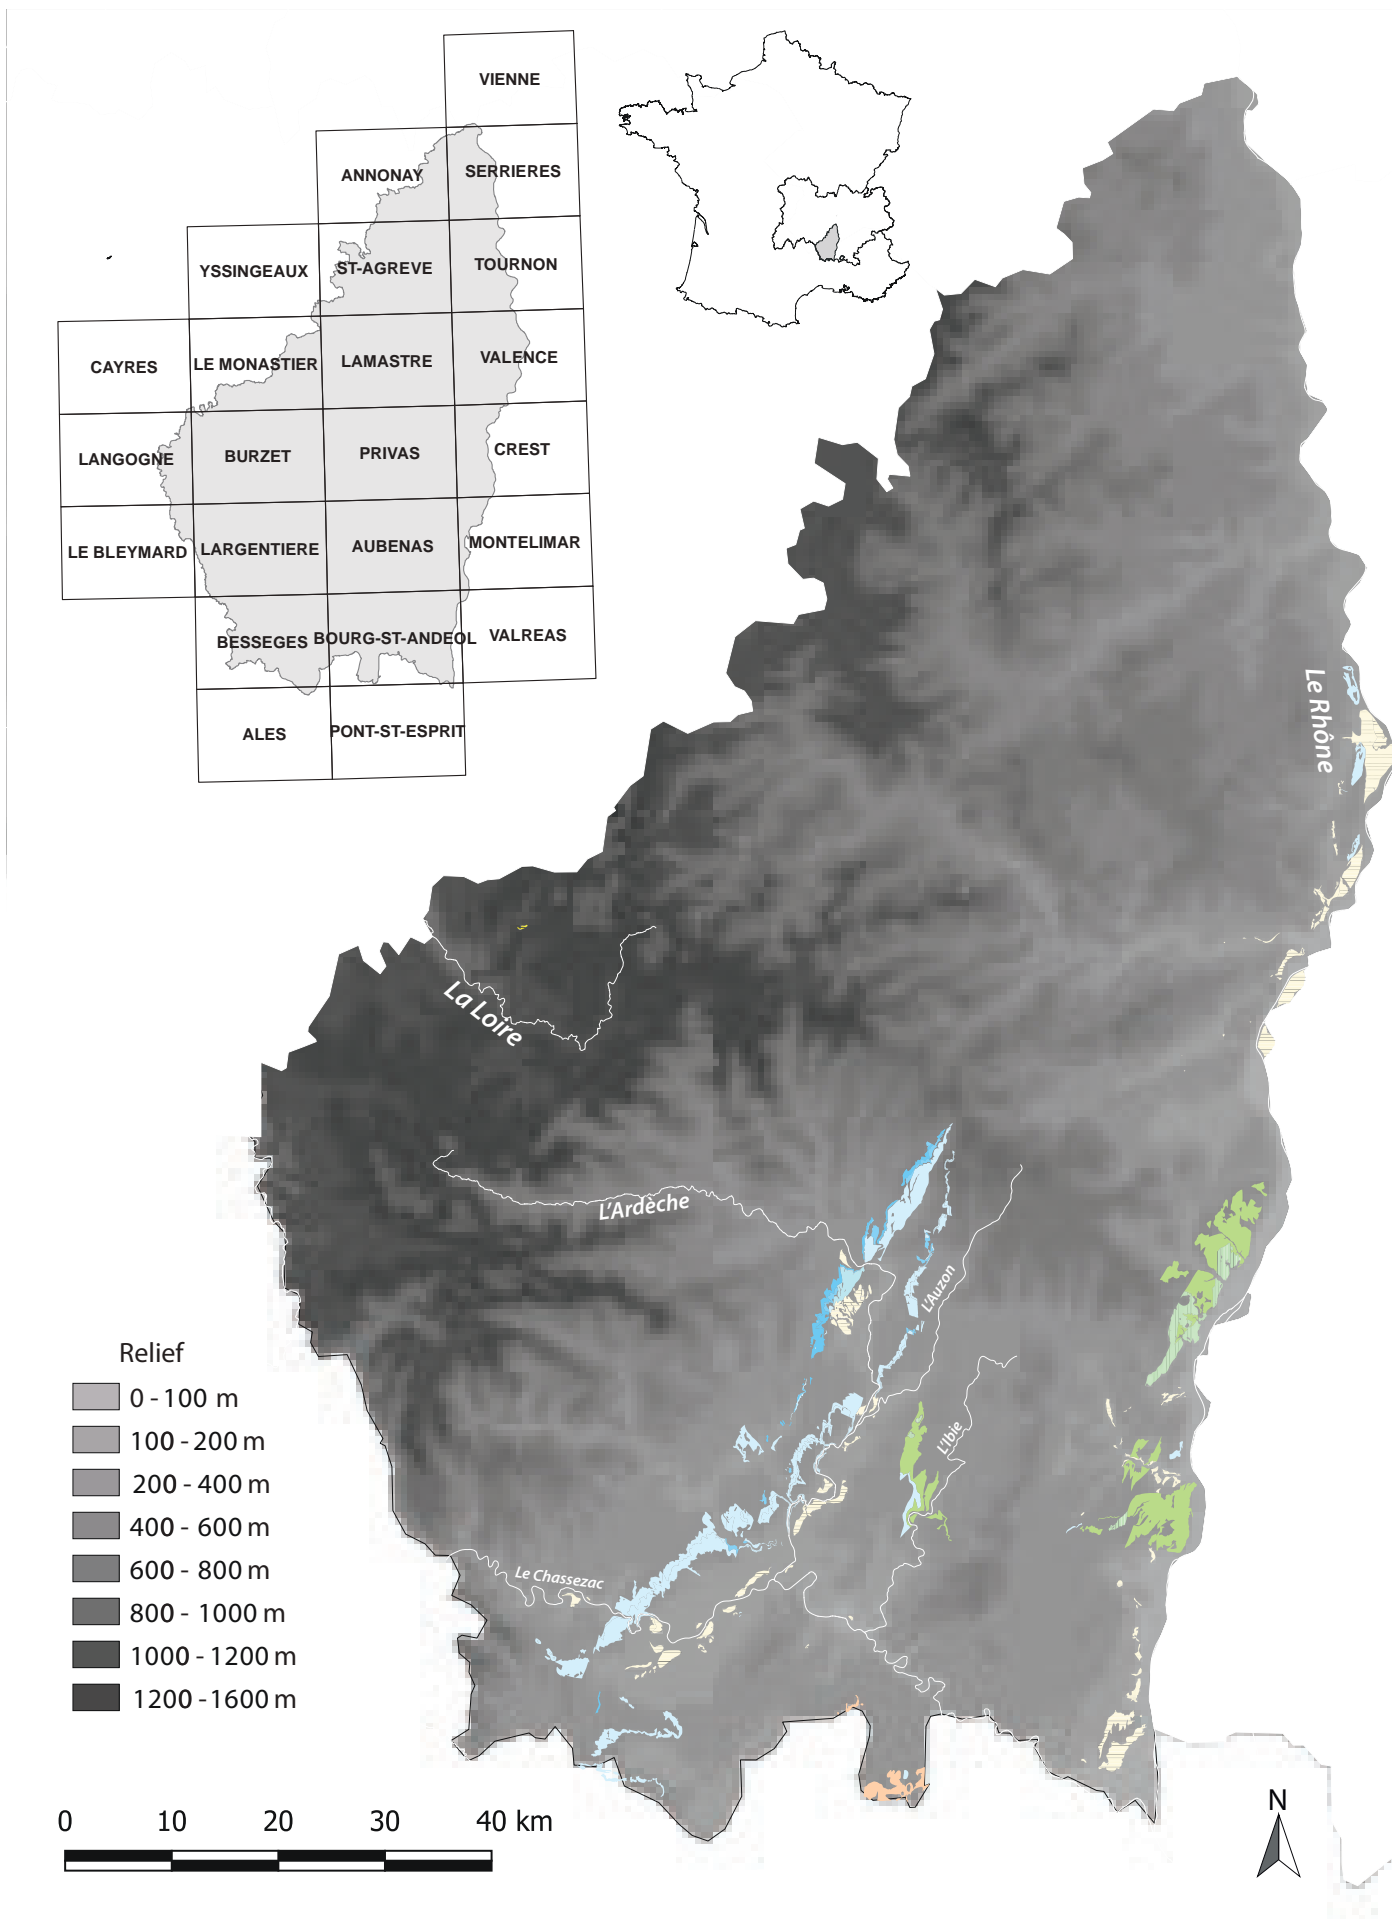 VIENNE
ANNONAY
SERRIERES
YSSINGEAUX
ST-AGREVE
TOURNON
CAYRES
LE MONASTIER
LAMASTRE
VALENCE
LANGOGNE
BURZET
PRIVAS
CREST
LE BLEYMARD
LARGENTIERE
AUBENAS
MONTELIMAR
BESSEGES
BOURG-ST-ANDEOL
VALREAS
ALES
PONT-ST-ESPRIT
Le Rhône
La Loire
L'Ardèche
L'Auzon
L'Ibie
Le Chassezac
Relief
0 - 100 m
100 - 200 m
200 - 400 m
400 - 600 m
600 - 800 m
800 - 1000 m
1000 - 1200 m
1200 - 1600 m
0 10 20 30 40 km
N